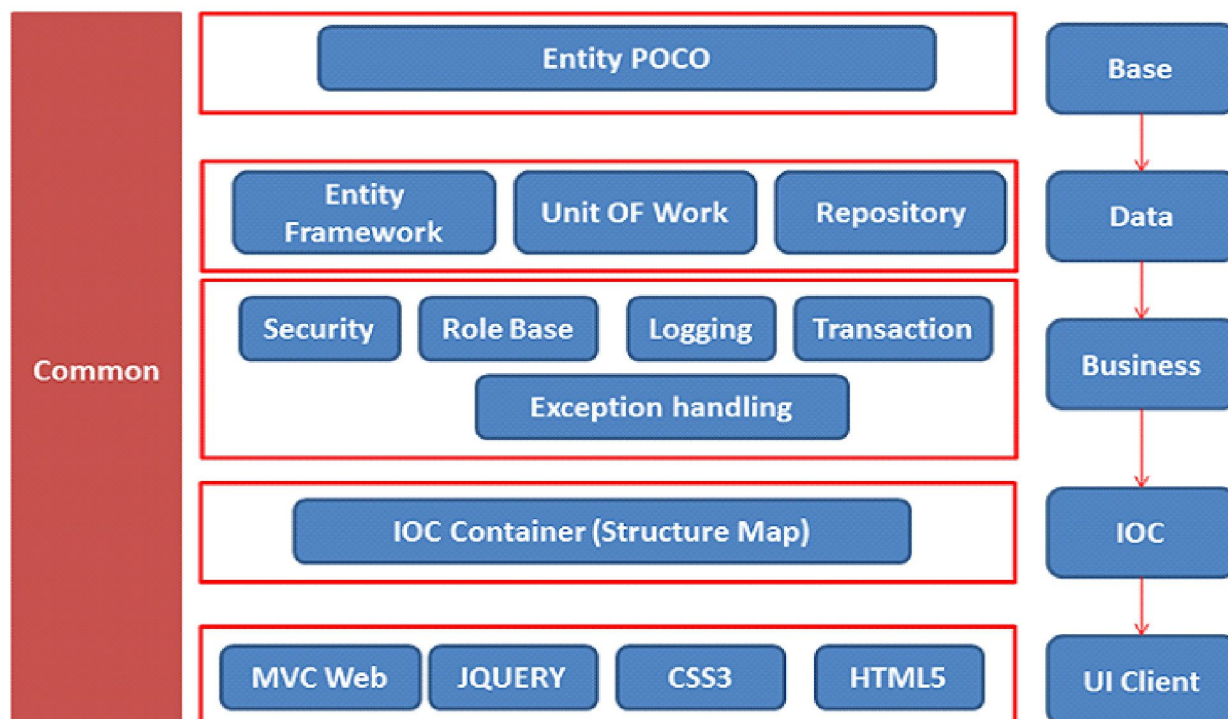 Entity POCO
Base
Entity
Framework
Unit OF Work
Repository
Data
Security
Role Base
Logging
Transaction
Common
Business
Exception handling
IOC Container (Structure Map)
IOC
MVC Web
JQUERY
CSS3
HTML5
UI Client